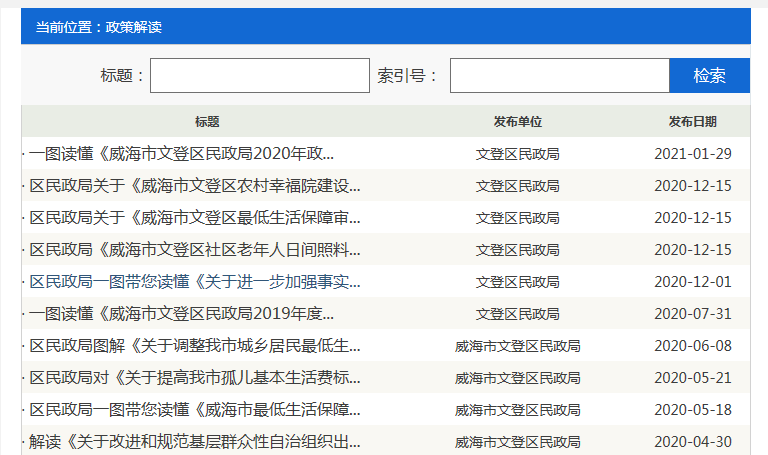 当前位置：政策解读
标题： 索引号： 检索
标题 发布单位 发布日期
· 一图读懂《威海市文登区民政局2020年政... 文登区民政局 2021-01-29
· 区民政局关于《威海市文登区农村幸福院建设... 文登区民政局 2020-12-15
· 区民政局关于《威海市文登区最低生活保障审... 文登区民政局 2020-12-15
· 区民政局《威海市文登区社区老年人日间照料... 文登区民政局 2020-12-15
· 区民政局一图带您读懂《关于进一步加强事实... 文登区民政局 2020-12-01
· 一图读懂《威海市文登区民政局2019年度... 文登区民政局 2020-07-31
· 区民政局图解《关于调整我市城乡居民最低生... 威海市文登区民政局 2020-06-08
· 区民政局对《关于提高我市孤儿基本生活费标... 威海市文登区民政局 2020-05-21
· 区民政局一图带您读懂《威海市最低生活保障... 威海市文登区民政局 2020-05-18
· 解读《关于改进和规范基层群众性自治组织出... 威海市文登区民政局 2020-04-30